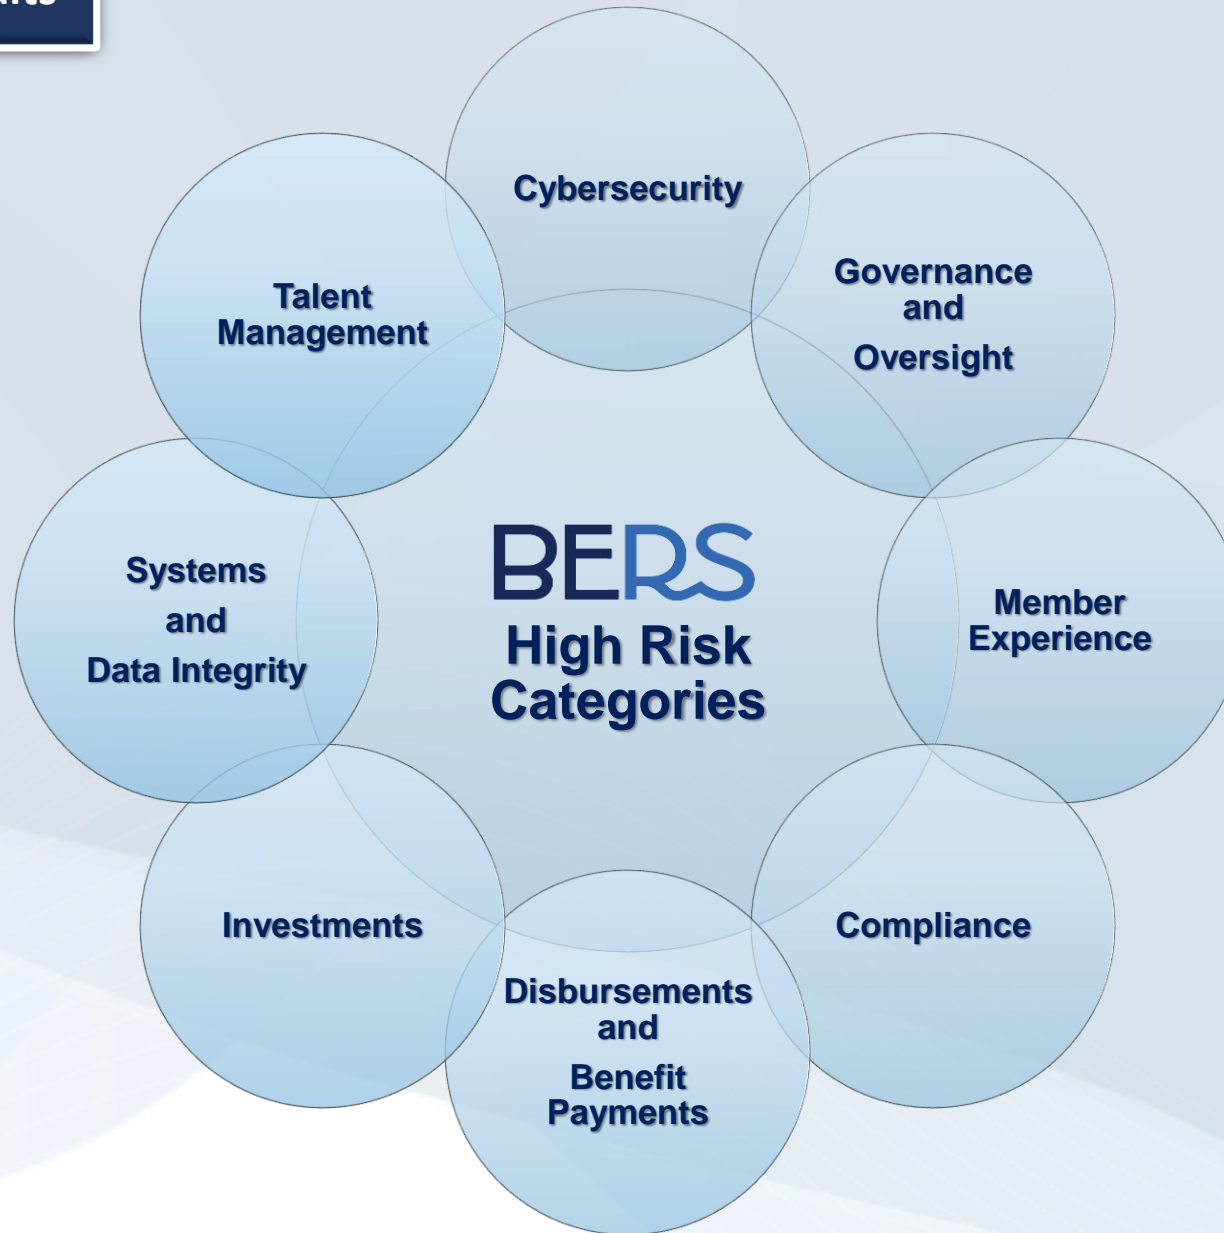 Cybersecurity
Governance
and
Oversight
Talent
Management
Member
Experience
Systems
and
Data Integrity
BERS
High Risk
Categories
Compliance
Investments
Disbursements
and
Benefit
Payments